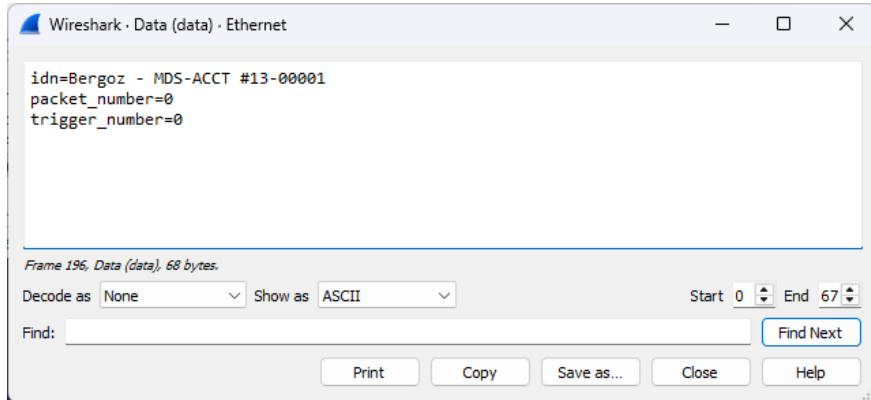 Wireshark · Data (data) · Ethernet
idn=Bergoz - MDS-ACCT #13-00001
packet_number=0
trigger_number=0
Frame 196, Data (data), 68 bytes.
Decode as None Show as ASCII Start 0 End 67
Find: Find Next
Print Copy Save as... Close Help